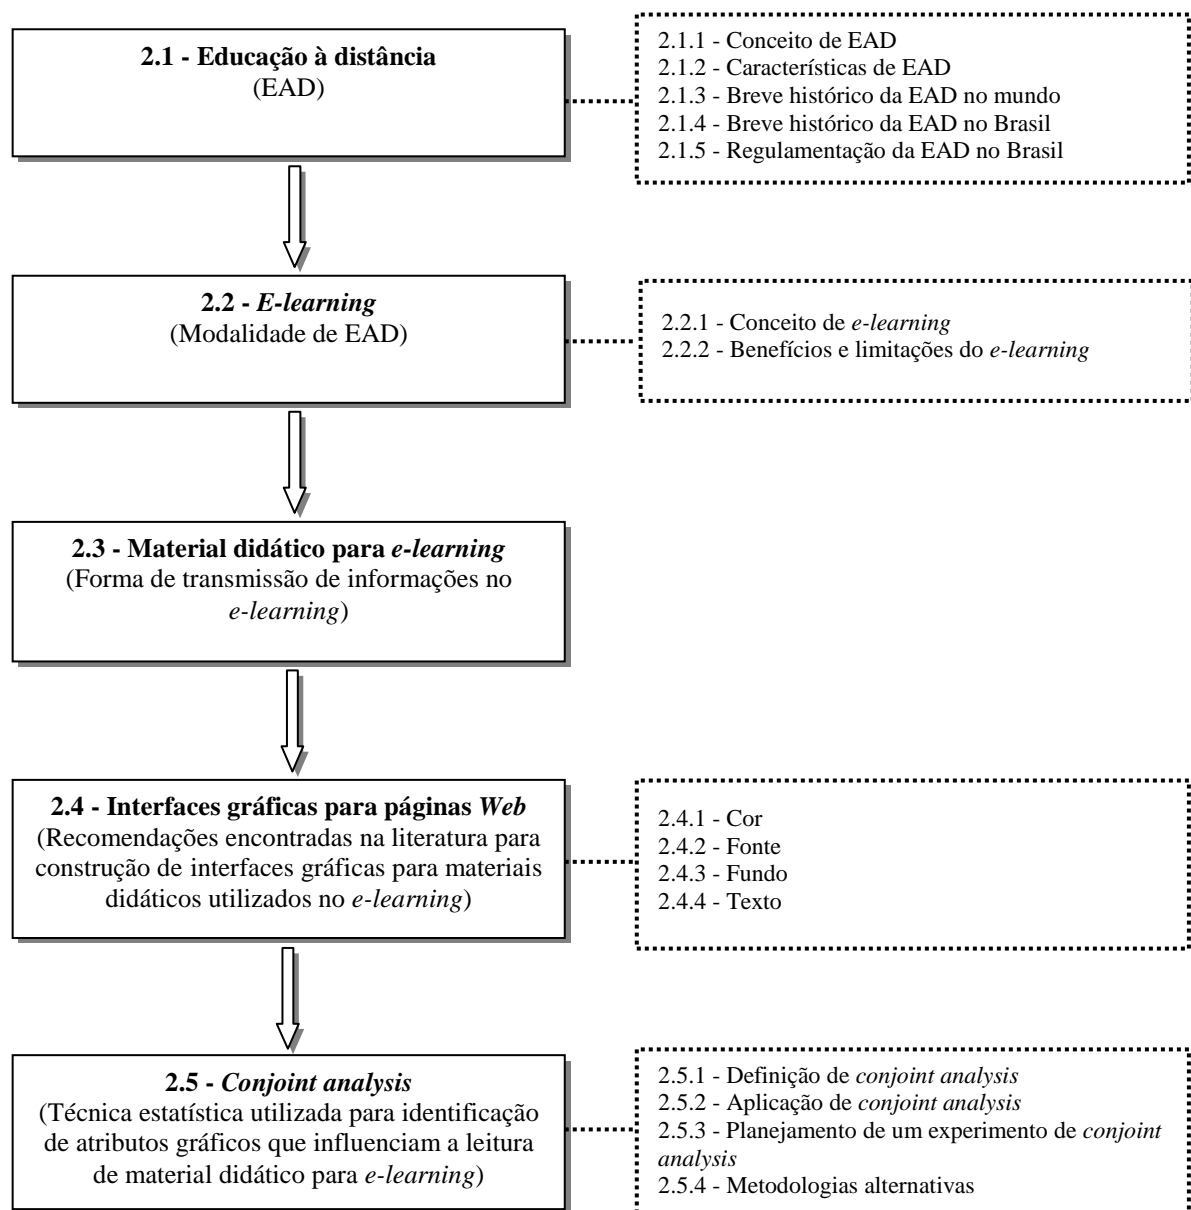 2.1 - Educação à distância
(EAD)
2.1.1 - Conceito de EAD
2.1.2 - Características de EAD
2.1.3 - Breve histórico da EAD no mundo
2.1.4 - Breve histórico da EAD no Brasil
2.1.5 - Regulamentação da EAD no Brasil
2.2 - E-learning
(Modalidade de EAD)
2.2.1 - Conceito de e-learning
2.2.2 - Benefícios e limitações do e-learning
2.3 - Material didático para e-learning
(Forma de transmissão de informações no
e-learning)
2.4 - Interfaces gráficas para páginas Web
(Recomendações encontradas na literatura para
construção de interfaces gráficas para materiais
didáticos utilizados no e-learning)
2.4.1 - Cor
2.4.2 - Fonte
2.4.3 - Fundo
2.4.4 - Texto
2.5 - Conjoint analysis
(Técnica estatística utilizada para identificação
de atributos gráficos que influenciam a leitura
de material didático para e-learning)
2.5.1 - Definição de conjoint analysis
2.5.2 - Aplicação de conjoint analysis
2.5.3 - Planejamento de um experimento de conjoint
analysis
2.5.4 - Metodologias alternativas